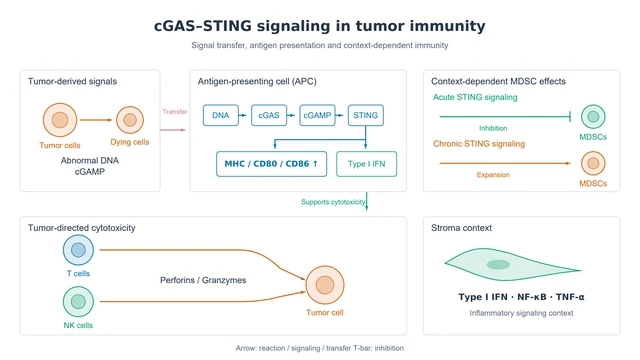 cGAS–STING signaling in tumor immunity
Signal transfer, antigen presentation and context-dependent immunity
Tumor-derived signals
Tumor cells
Dying cells
Abnormal DNA
cGAMP
Transfer
Antigen-presenting cell (APC)
DNA
cGAS
cGAMP
STING
MHC / CD80 / CD86 ↑
Type I IFN
Supports cytotoxicity
Context-dependent MDSC effects
Acute STING signaling
Inhibition
MDSCs
Chronic STING signaling
Expansion
MDSCs
Tumor-directed cytotoxicity
T cells
NK cells
Perforins / Granzymes
Tumor cell
Stroma context
Type I IFN · NF-κB · TNF-α
Inflammatory signaling context
Arrow: reaction / signaling / transfer T-bar: inhibition